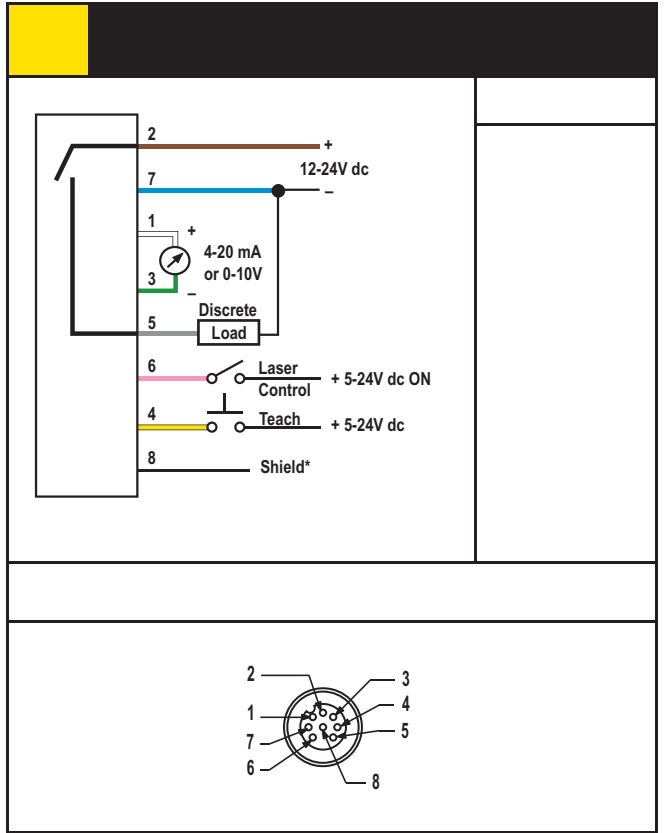 2
+
12-24V dc
7
–
1
+
4-20 mA
or 0-10V
3
–
Discrete
5
Load
6
Laser
Control
+ 5-24V dc ON
4
Teach
+ 5-24V dc
8
Shield*
2
3
1
4
7
5
6
8